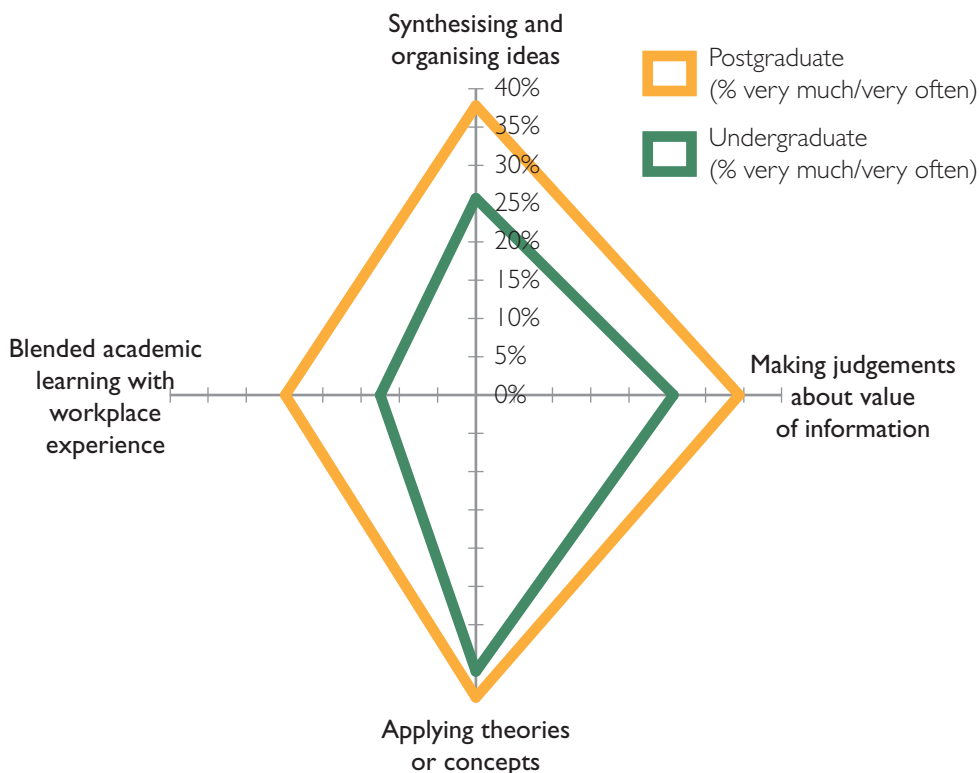 Synthesising and
organising ideas
Postgraduate
(% very much/very often)
Undergraduate
(% very much/very often)
40%
35%
30%
25%
20%
15%
10%
5%
0%
Blended academic
learning with
workplace
experience
Making judgements
about value
of information
Applying theories
or concepts